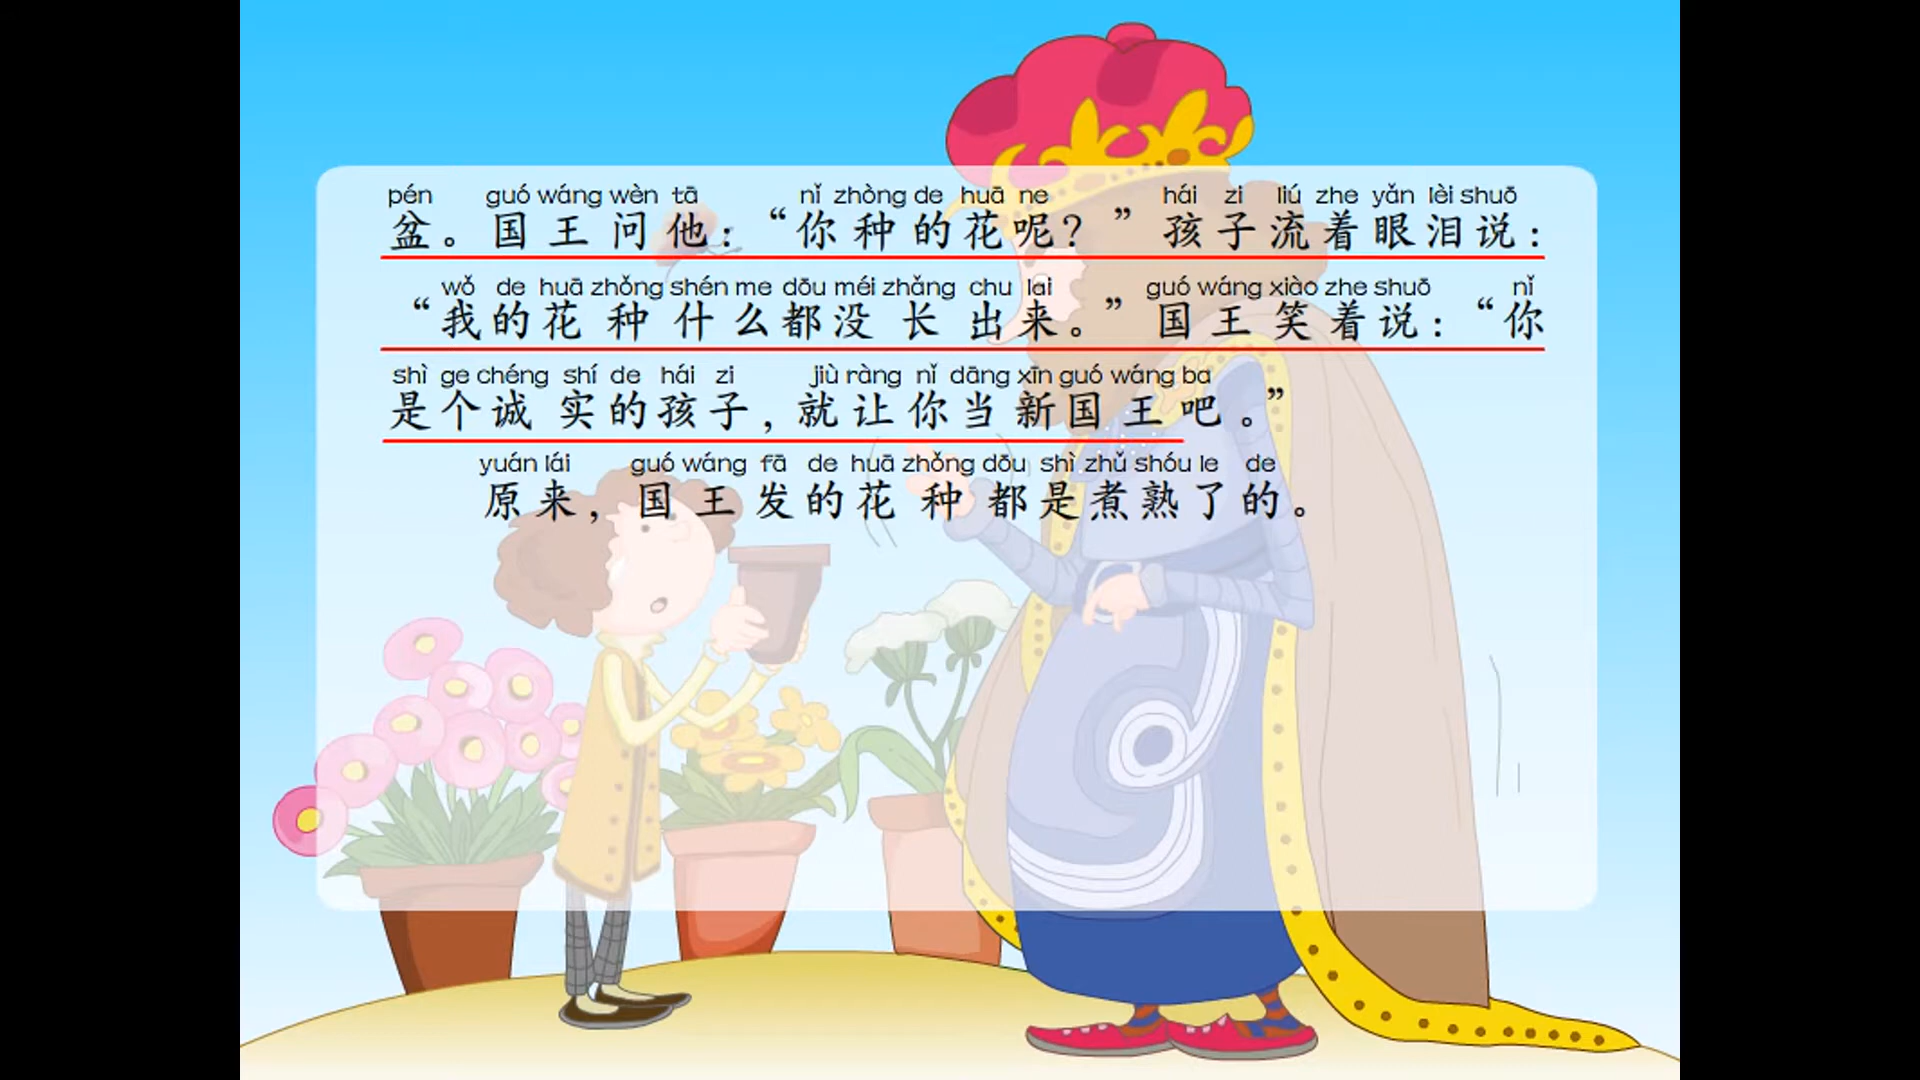 pén guó wáng wèn tā nǐ zhòng de huā ne hái zi liú zhe yǎn lèi shuō
盆。国王问他：“你种的花呢？”孩子流着眼泪说：
wǒ de huā zhǒng shén me dōu méi zhǎng chu lai guó wáng xiào zhe shuō nǐ
“我的花种什么都没长出来。”国王笑着说：“你
shì ge chéng shí de hái zi jiù ràng nǐ dāng xīn guó wáng ba
是个诚实的孩子，就让你当新国王吧。”
yuán lái guó wáng fā de huā zhǒng dōu shì zhǔ shóu le de
原来，国王发的花种都是煮熟了的。